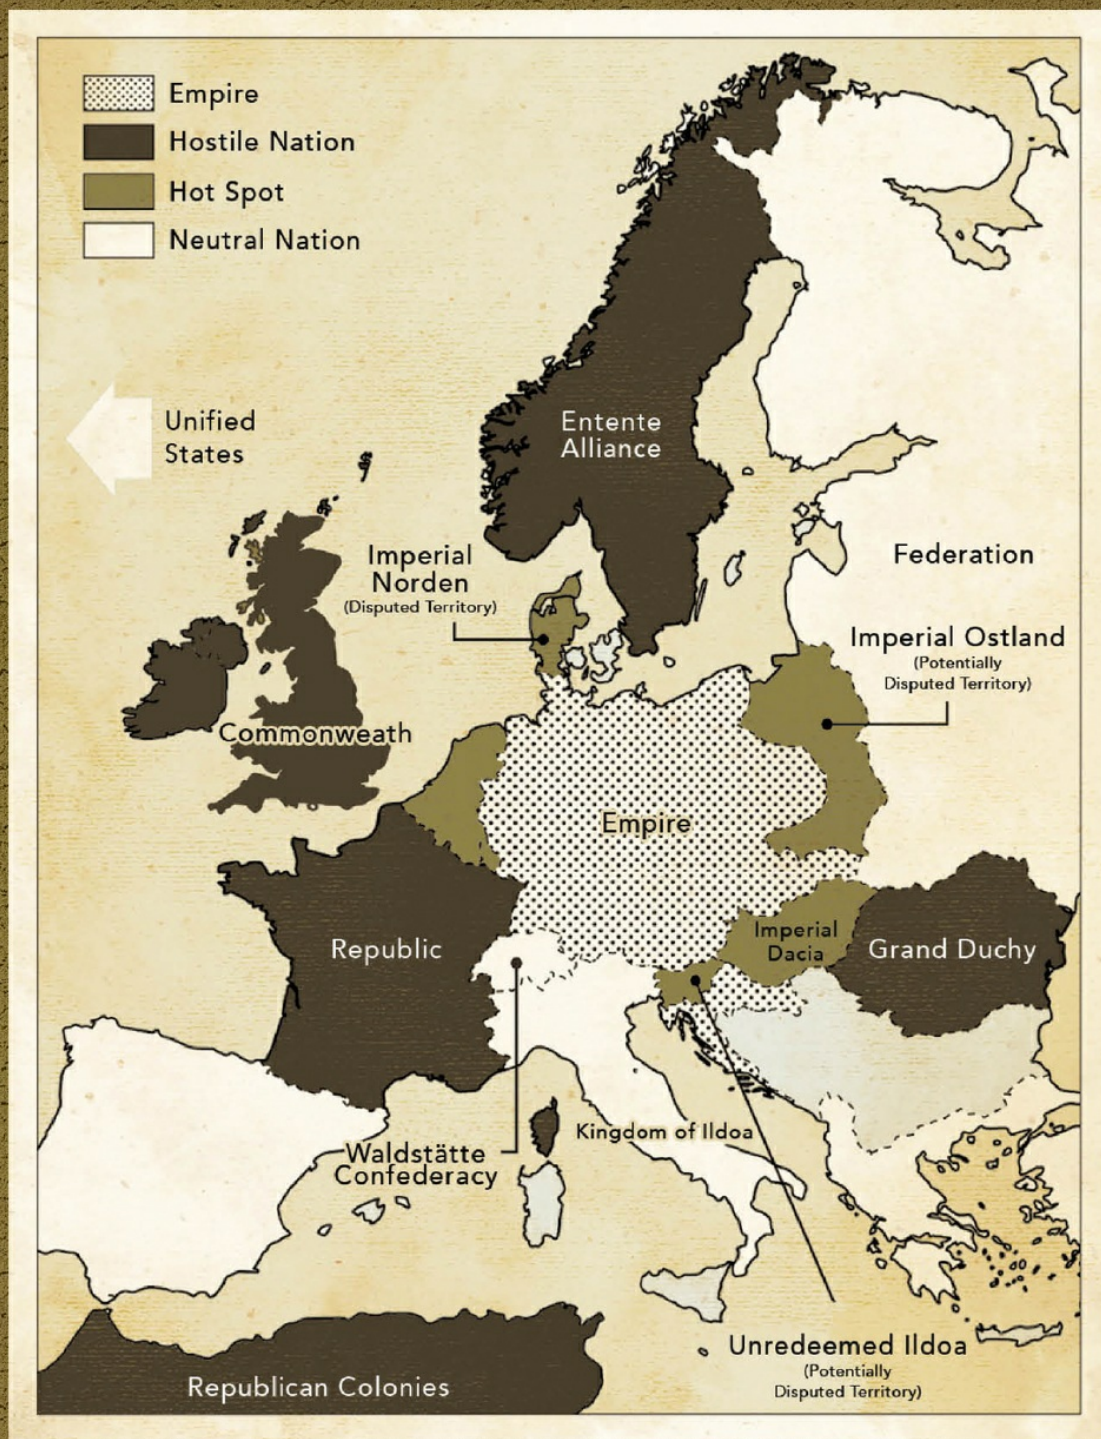 Empire
Hostile Nation
Hot Spot
Neutral Nation
Unified
States
Entente
Alliance
Imperial
Norden
(Disputed Territory)
Federation
Imperial Ostland
(Potentially
Disputed Territory)
Commonweath
Empire
Republic
Imperial
Dacia
Grand Duchy
Waldstätte
Confederacy
Kingdom of Ildoa
Unredeemed Ildoa
(Potentially
Disputed Territory)
Republican Colonies